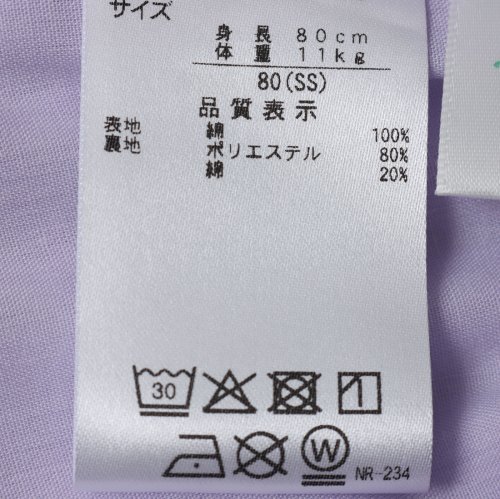 サイズ
身長 80cm
体重 11kg
80(SS)
品質表示
表地 綿 100%
裏地 ポリエステル 80%
綿 20%
30
1
W NR-234